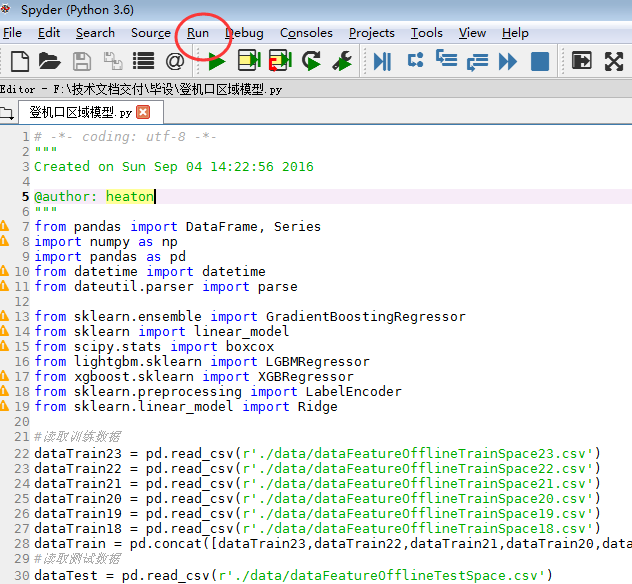 Spyder (Python 3.6)
File Edit Search Source Run Debug Consoles Projects Tools View Help
Editor - F:\技术文档交付\毕设\登机口区域模型.py
登机口区域模型.py
1 # -*- coding: utf-8 -*-
2 """
3 Created on Sun Sep 04 14:22:56 2016
4
5 @author: heaton
6 """
7 from pandas import DataFrame, Series
8 import numpy as np
9 import pandas as pd
10 from datetime import datetime
11 from dateutil.parser import parse
12
13 from sklearn.ensemble import GradientBoostingRegressor
14 from sklearn import linear_model
15 from scipy.stats import boxcox
16 from lightgbm.sklearn import LGBMRegressor
17 from xgboost.sklearn import XGBRegressor
18 from sklearn.preprocessing import LabelEncoder
19 from sklearn.linear_model import Ridge
20
21 #读取训练数据
22 dataTrain23 = pd.read_csv(r'./data/dataFeatureOfflineTrainSpace23.csv')
23 dataTrain22 = pd.read_csv(r'./data/dataFeatureOfflineTrainSpace22.csv')
24 dataTrain21 = pd.read_csv(r'./data/dataFeatureOfflineTrainSpace21.csv')
25 dataTrain20 = pd.read_csv(r'./data/dataFeatureOfflineTrainSpace20.csv')
26 dataTrain19 = pd.read_csv(r'./data/dataFeatureOfflineTrainSpace19.csv')
27 dataTrain18 = pd.read_csv(r'./data/dataFeatureOfflineTrainSpace18.csv')
28 dataTrain = pd.concat([dataTrain23,dataTrain22,dataTrain21,dataTrain20,data
29 #读取测试数据
30 dataTest = pd.read_csv(r'./data/dataFeatureOfflineTestSpace.csv')